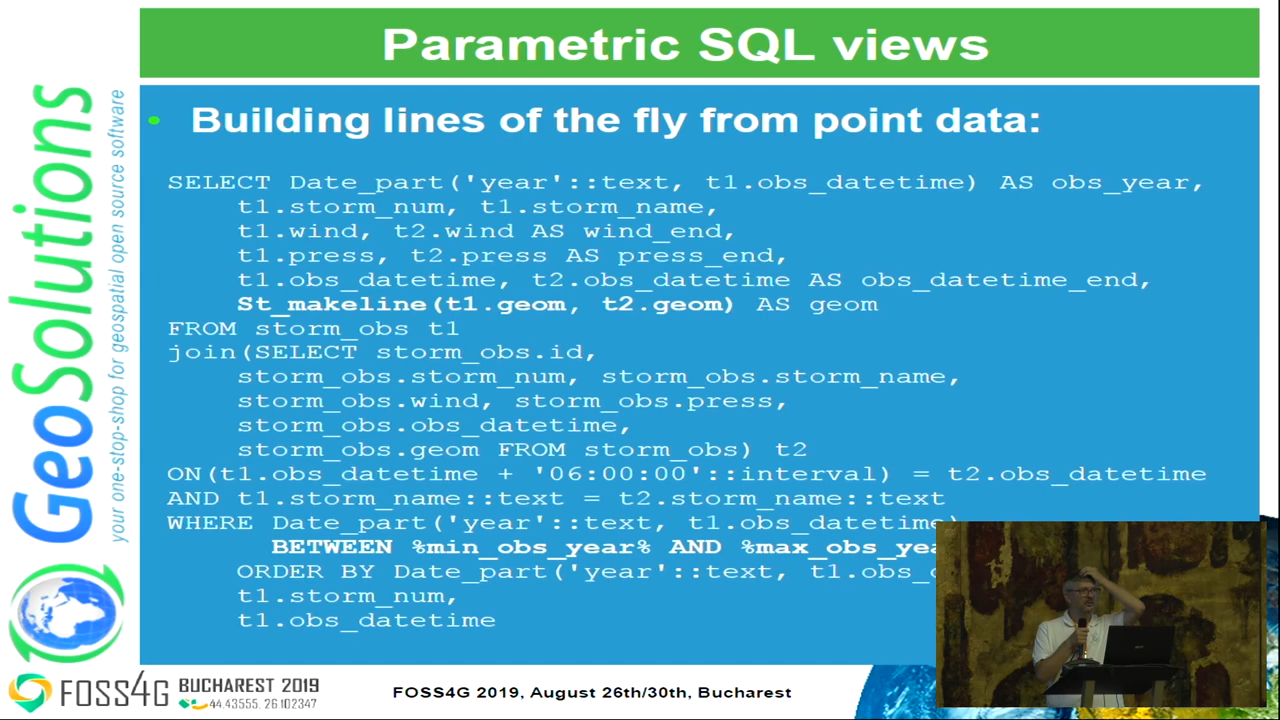 Parametric SQL views
Building lines of the fly from point data:
SELECT Date_part('year'::text, t1.obs_datetime) AS obs_year,
t1.storm_num, t1.storm_name,
t1.wind, t2.wind AS wind_end,
t1.press, t2.press AS press_end,
t1.obs_datetime, t2.obs_datetime AS obs_datetime_end,
St_makeline(t1.geom, t2.geom) AS geom
FROM storm_obs t1
join(SELECT storm_obs.id,
storm_obs.storm_num, storm_obs.storm_name,
storm_obs.wind, storm_obs.press,
storm_obs.obs_datetime,
storm_obs.geom FROM storm_obs) t2
ON(t1.obs_datetime + '06:00:00'::interval) = t2.obs_datetime
AND t1.storm_name::text = t2.storm_name::text
WHERE Date_part('year'::text, t1.obs_datetime)
BETWEEN %min_obs_year% AND
ORDER BY Date_part('year'::text,
t1.storm_num,
t1.obs_datetime
GeoSolutions
your one-stop-shop for geospatial open source software
FOSS4G BUCHAREST 2019
44.43555. 26.102347
FOSS4G 2019, August 26th/30th, Bucharest